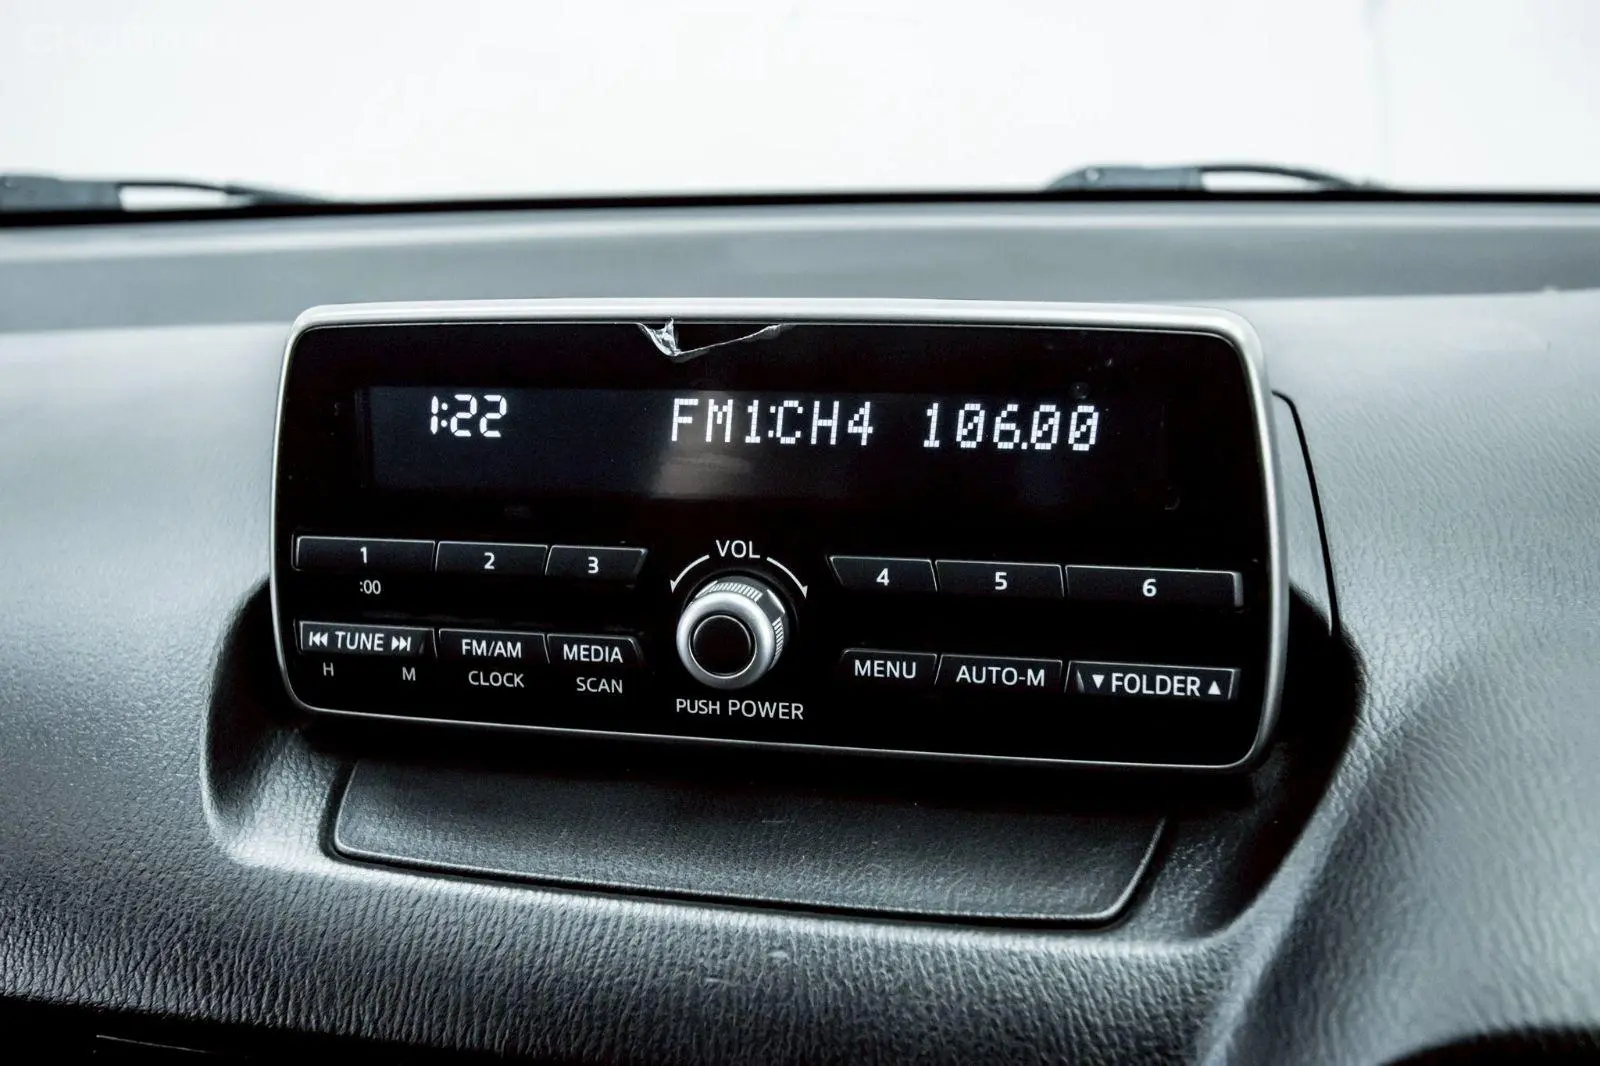 1:22 FM1:CH4 106.00
1 2 3 VOL 4 5 6
:00
TUNE FM/AM MEDIA MENU AUTO-M ▼FOLDER▲
H M CLOCK SCAN
PUSH POWER